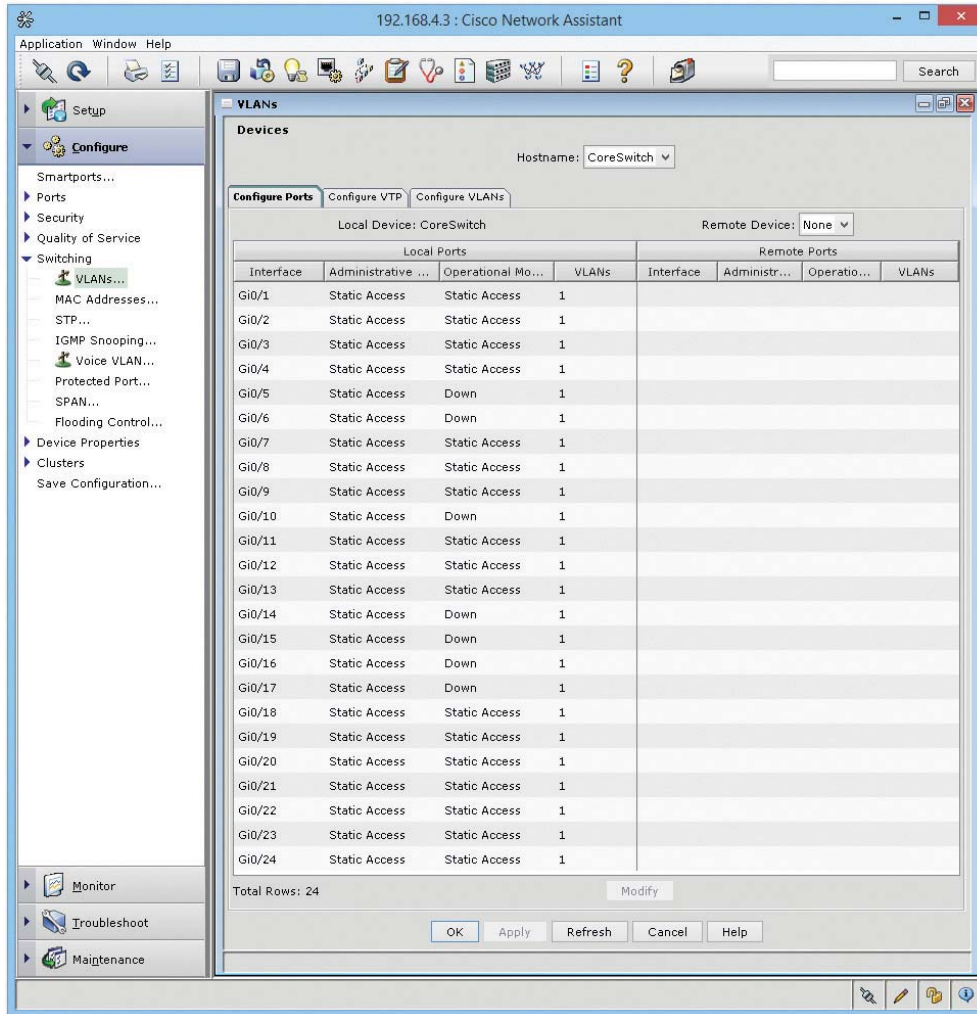 192.168.4.3 : Cisco Network Assistant
Application Window Help
Search
Setup
Configure
Smartports...
Ports
Security
Quality of Service
Switching
VLANs...
MAC Addresses...
STP...
IGMP Snooping...
Voice VLAN...
Protected Port...
SPAN...
Flooding Control...
Device Properties
Clusters
Save Configuration...
Monitor
Troubleshoot
Maintenance
VLANs
Devices
Hostname: CoreSwitch
Configure Ports Configure VTP Configure VLANs
Local Device: CoreSwitch Remote Device: None
Local Ports Remote Ports
Interface Administrative ... Operational Mo... VLANs Interface Administr... Operatio... VLANs
Gi0/1 Static Access Static Access 1
Gi0/2 Static Access Static Access 1
Gi0/3 Static Access Static Access 1
Gi0/4 Static Access Static Access 1
Gi0/5 Static Access Down 1
Gi0/6 Static Access Down 1
Gi0/7 Static Access Static Access 1
Gi0/8 Static Access Static Access 1
Gi0/9 Static Access Static Access 1
Gi0/10 Static Access Down 1
Gi0/11 Static Access Static Access 1
Gi0/12 Static Access Static Access 1
Gi0/13 Static Access Static Access 1
Gi0/14 Static Access Down 1
Gi0/15 Static Access Down 1
Gi0/16 Static Access Down 1
Gi0/17 Static Access Down 1
Gi0/18 Static Access Static Access 1
Gi0/19 Static Access Static Access 1
Gi0/20 Static Access Static Access 1
Gi0/21 Static Access Static Access 1
Gi0/22 Static Access Static Access 1
Gi0/23 Static Access Static Access 1
Gi0/24 Static Access Static Access 1
Total Rows: 24 Modify
OK Apply Refresh Cancel Help